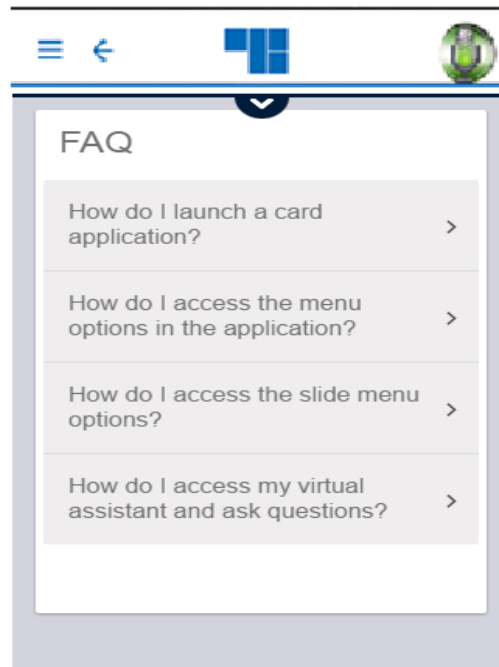 FAQ
How do I launch a card
application?
How do I access the menu
options in the application?
How do I access the slide menu
options?
How do I access my virtual
assistant and ask questions?